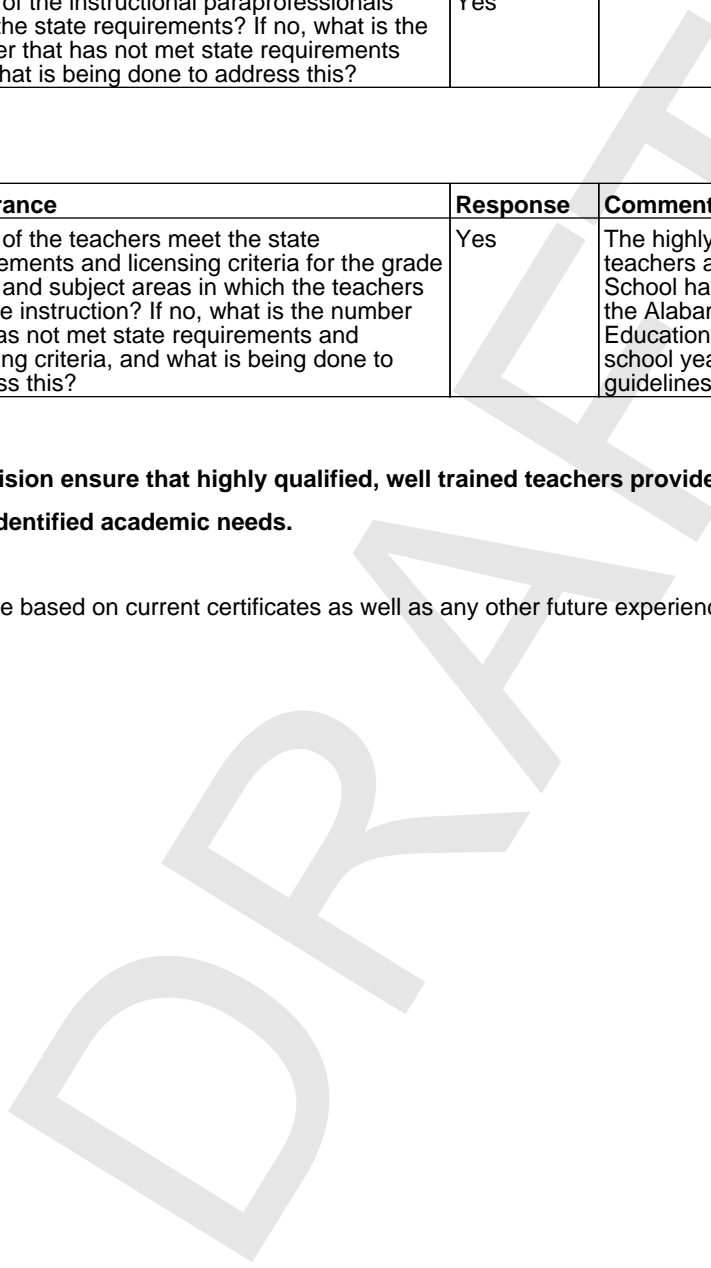 of the instructional paraprofessionals Yes
the state requirements? If no, what is the
er that has not met state requirements
hat is being done to address this?
rance Response Comment
of the teachers meet the state Yes The highly
ements and licensing criteria for the grade teachers a
and subject areas in which the teachers School ha
e instruction? If no, what is the number the Alabar
as not met state requirements and Education
ng criteria, and what is being done to school yea
ss this? guidelines
ision ensure that highly qualified, well trained teachers provide
dentified academic needs.
e based on current certificates as well as any other future experienc
DRAFT